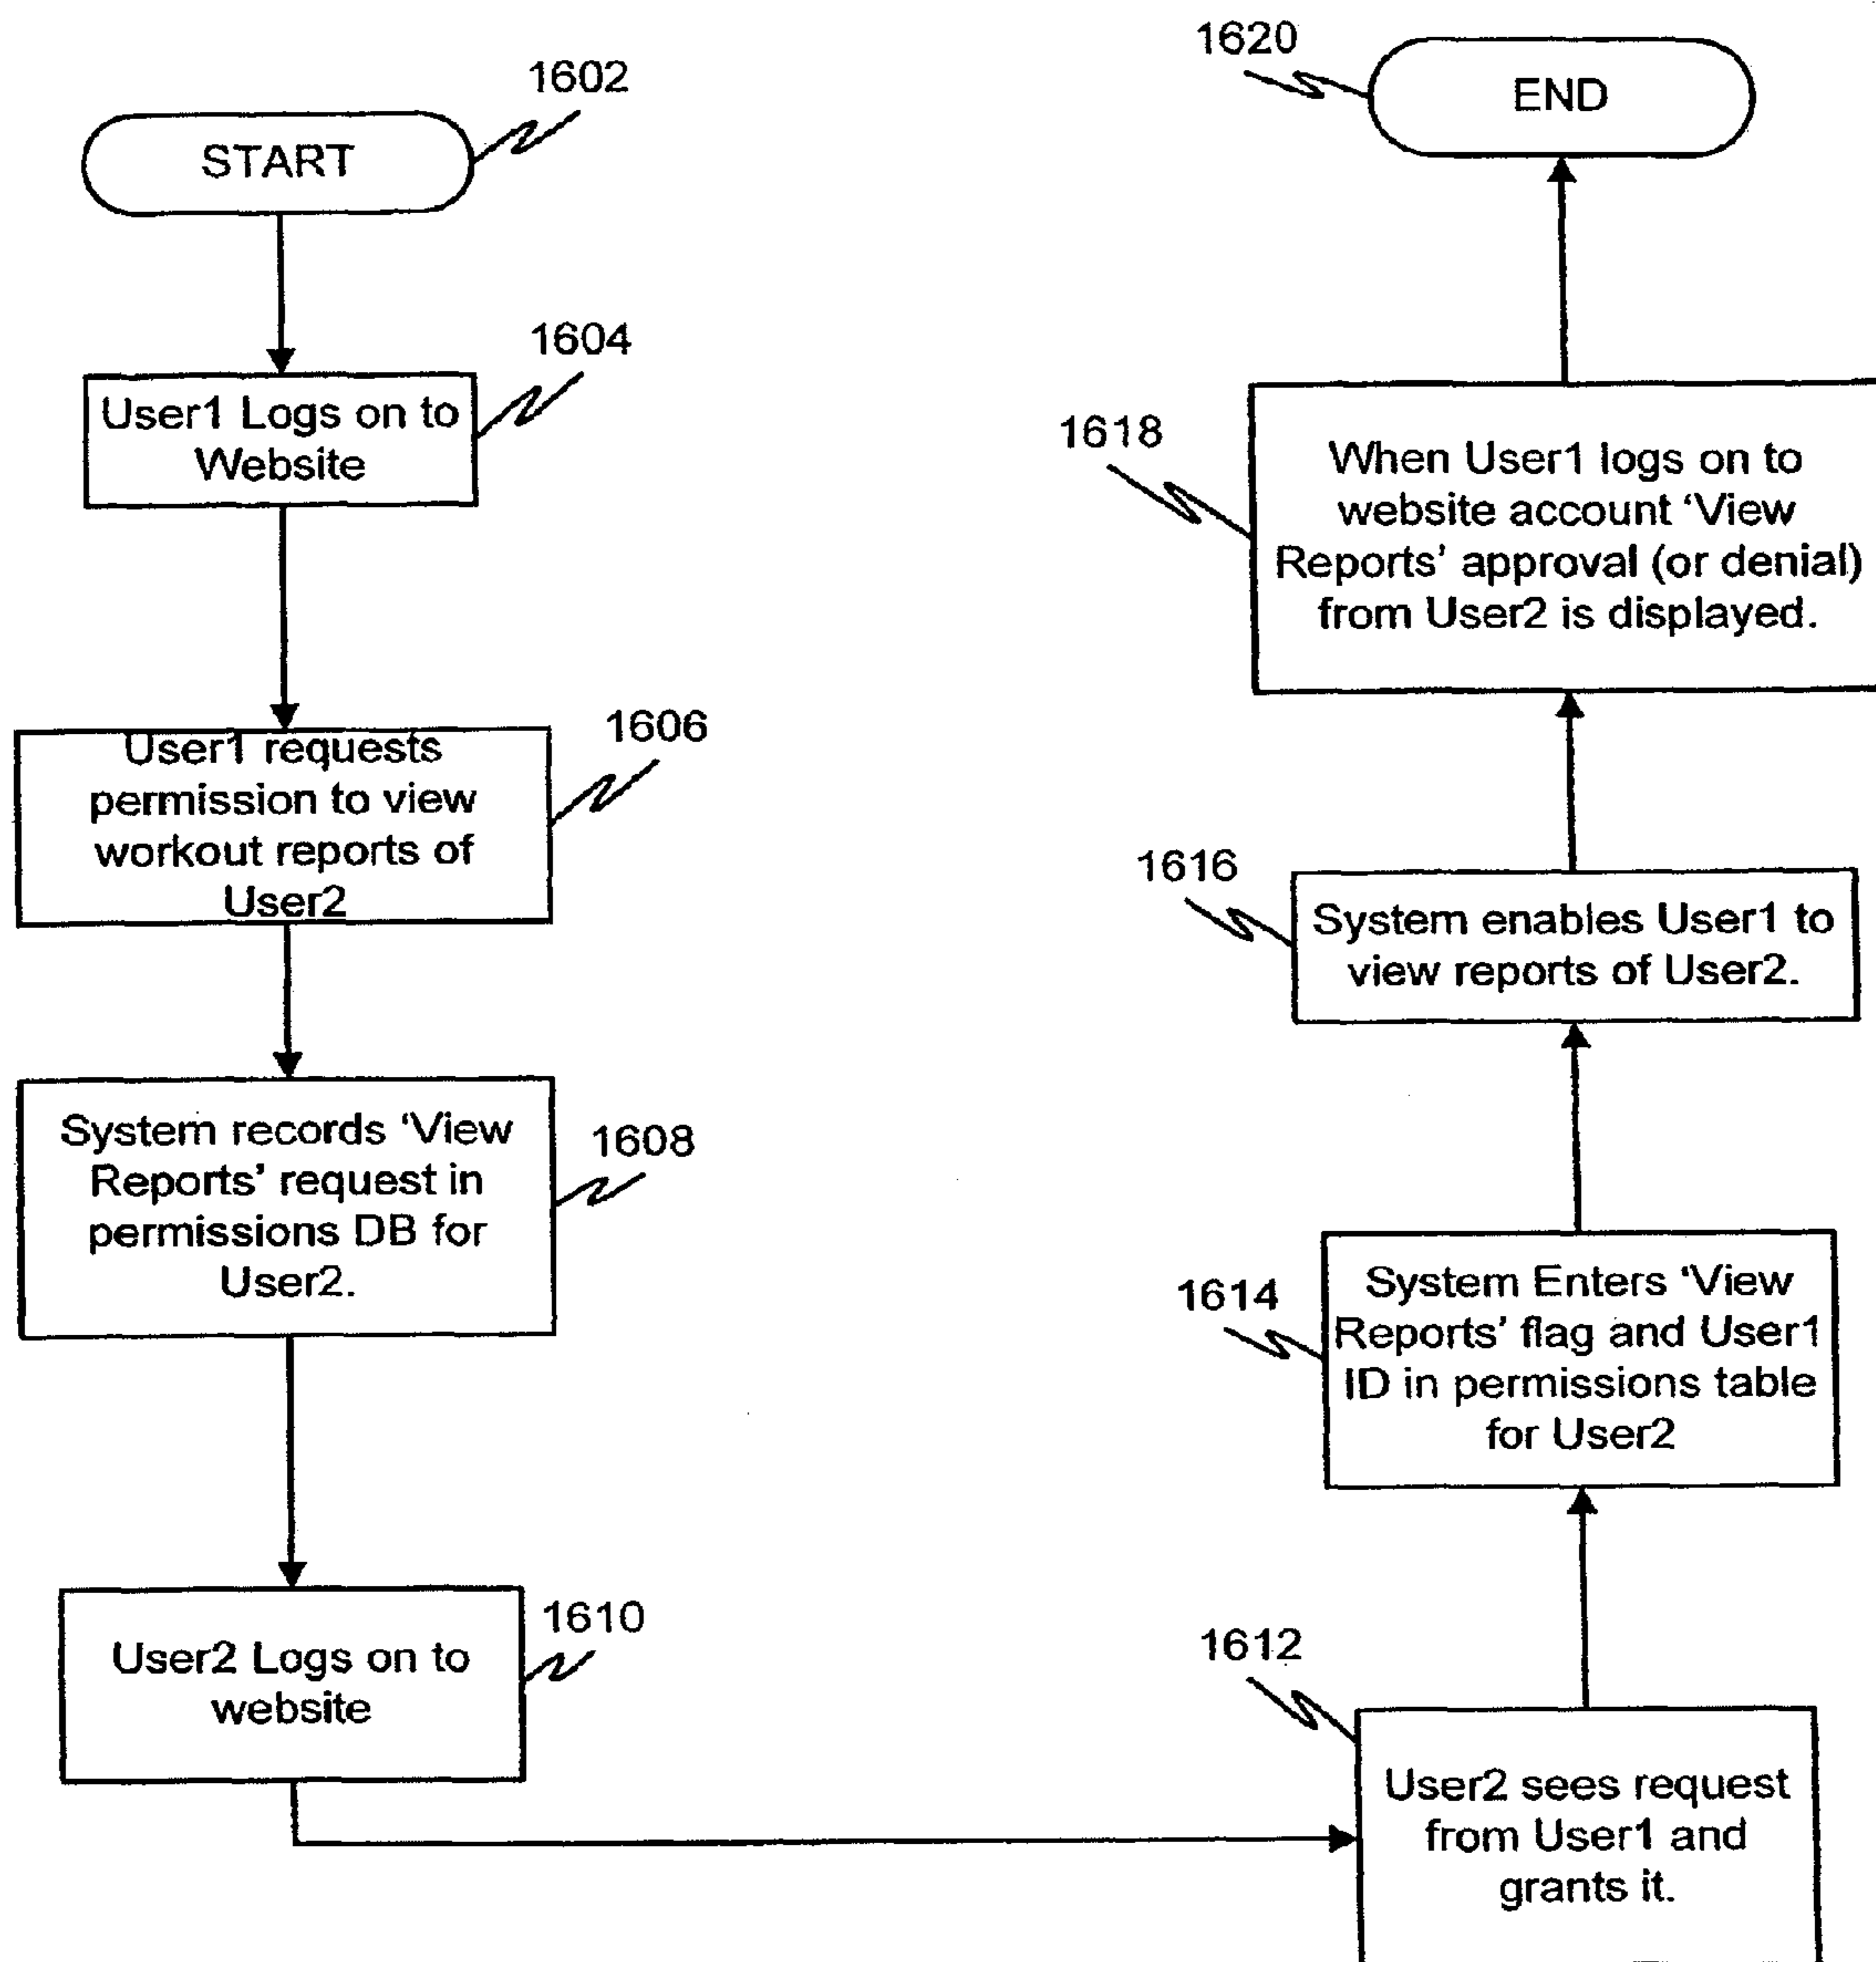 1602
START
1604
User1 Logs on to
Website
1606
User1 requests
permission to view
workout reports of
User2
1608
System records ‘View
Reports’ request in
permissions DB for
User2.
1610
User2 Logs on to
website
1612
User2 sees request
from User1 and
grants it.
1614
System Enters ‘View
Reports’ flag and User1
ID in permissions table
for User2
1616
System enables User1 to
view reports of User2.
1618
When User1 logs on to
website account ‘View
Reports’ approval (or denial)
from User2 is displayed.
1620
END